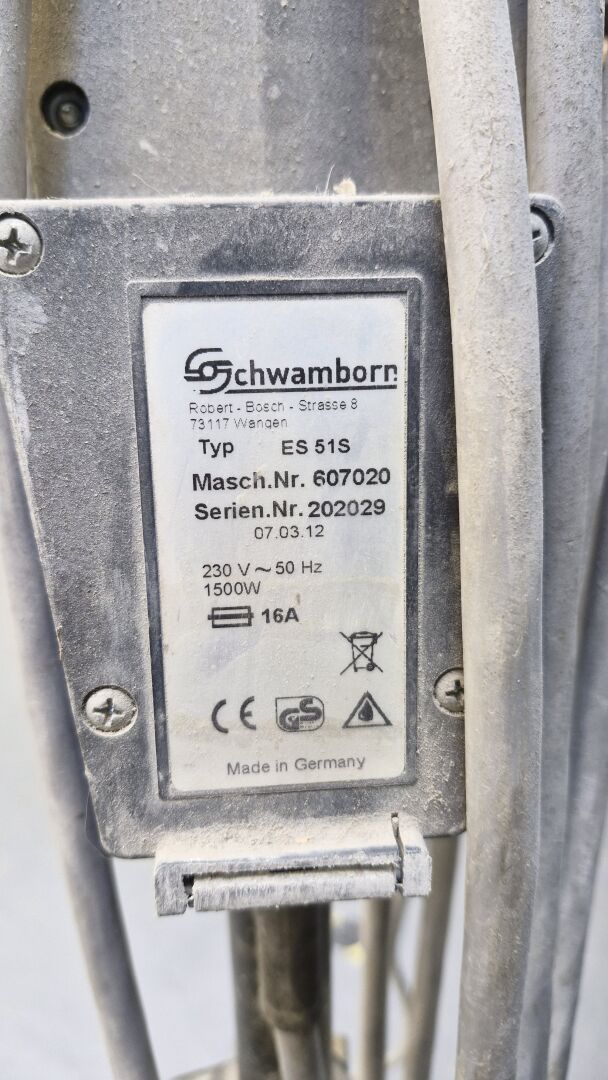 Schwamborn
Robert - Bosch - Strasse 8
73117 Wangen
Typ ES 51S
Masch.Nr. 607020
Serien.Nr. 202029
07.03.12
230 V ~ 50 Hz
1500W
16A
CE GS
Made in Germany